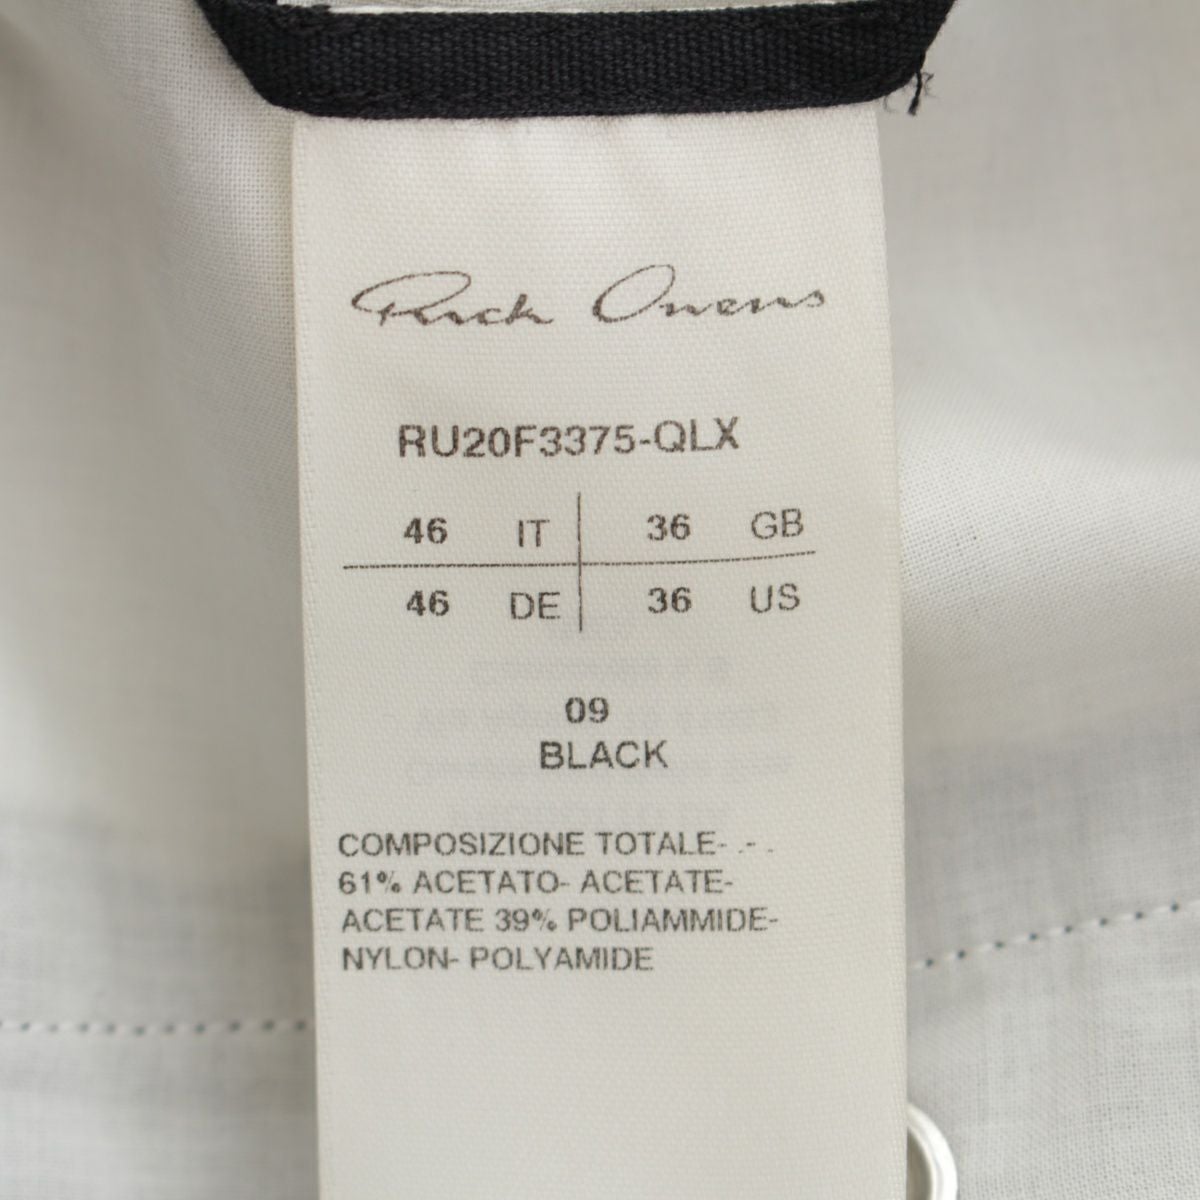 Rick Owens
RU20F3375-QLX
46 IT 36 GB
46 DE 36 US
09
BLACK
COMPOSIZIONE TOTALE- .- .
61% ACETATO- ACETATE-
ACETATE 39% POLIAMMIDE-
NYLON- POLYAMIDE